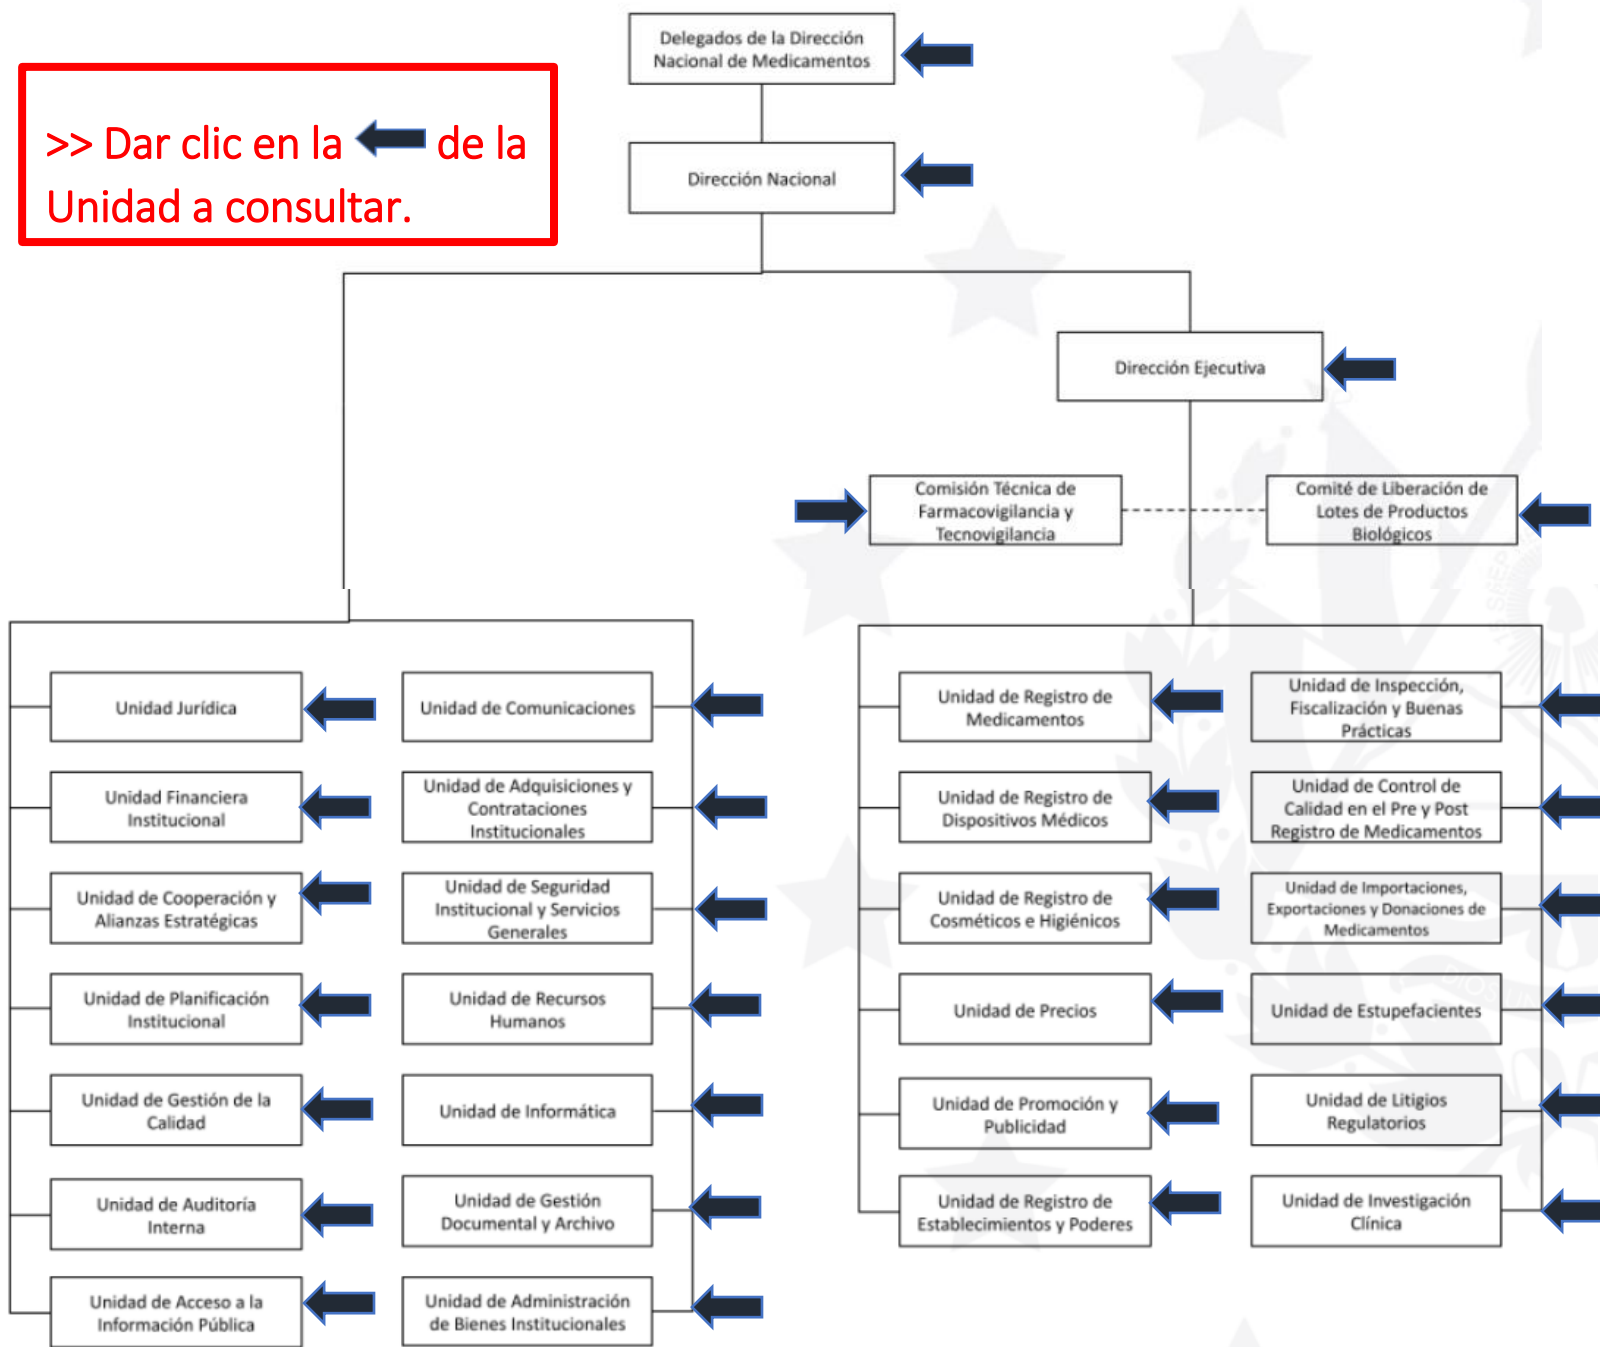 Delegados de la Dirección
Nacional de Medicamentos
>> Dar clic en la de la
Unidad a consultar.
Dirección Nacional
Dirección Ejecutiva
Comisión Técnica de
Farmacovigilancia y
Tecnovigilancia
Comité de Liberación de
Lotes de Productos
Biológicos
Unidad Jurídica
Unidad de Comunicaciones
Unidad Financiera
Institucional
Unidad de Adquisiciones y
Contrataciones
Institucionales
Unidad de Cooperación y
Alianzas Estratégicas
Unidad de Seguridad
Institucional y Servicios
Generales
Unidad de Planificación
Institucional
Unidad de Recursos
Humanos
Unidad de Gestión de la
Calidad
Unidad de Informática
Unidad de Auditoría
Interna
Unidad de Gestión
Documental y Archivo
Unidad de Acceso a la
Información Pública
Unidad de Administración
de Bienes Institucionales
Unidad de Registro de
Medicamentos
Unidad de Inspección,
Fiscalización y Buenas
Prácticas
Unidad de Registro de
Dispositivos Médicos
Unidad de Control de
Calidad en el Pre y Post
Registro de Medicamentos
Unidad de Registro de
Cosméticos e Higiénicos
Unidad de Importaciones,
Exportaciones y Donaciones de
Medicamentos
Unidad de Precios
Unidad de Estupefacientes
Unidad de Promoción y
Publicidad
Unidad de Litigios
Regulatorios
Unidad de Registro de
Establecimientos y Poderes
Unidad de Investigación
Clínica